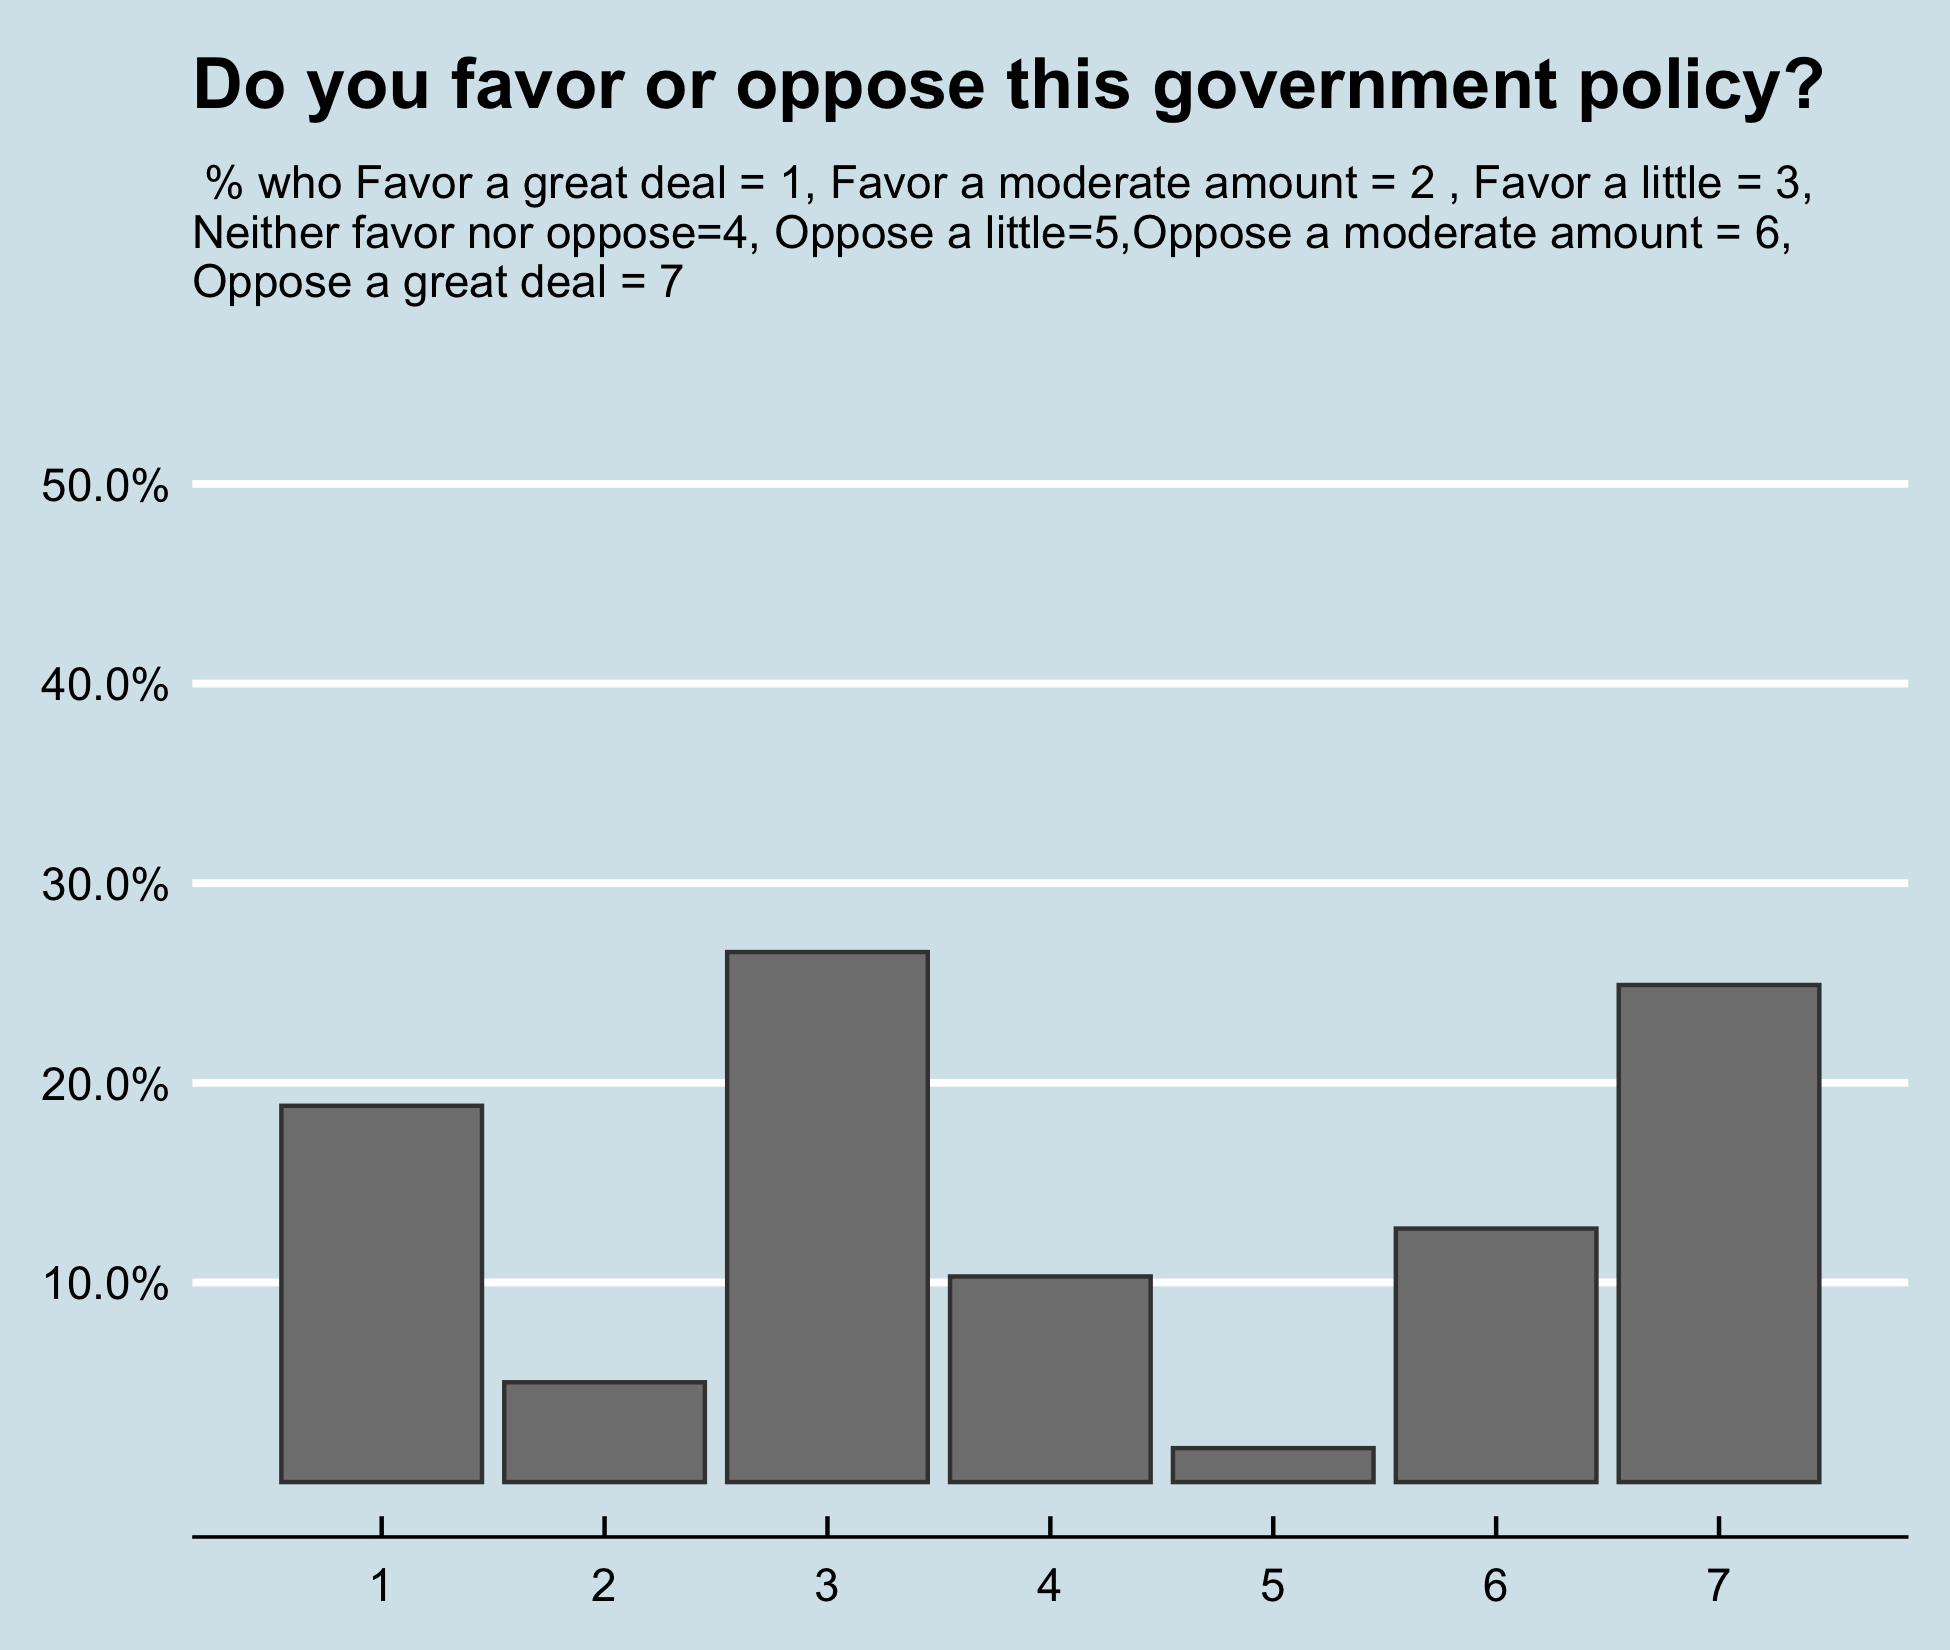 Do you favor or oppose this government policy?
% who Favor a great deal = 1, Favor a moderate amount = 2 , Favor a little = 3,
Neither favor nor oppose=4, Oppose a little=5,Oppose a moderate amount = 6,
Oppose a great deal = 7
50.0%
40.0%
30.0%
20.0%
10.0%
1 2 3 4 5 6 7